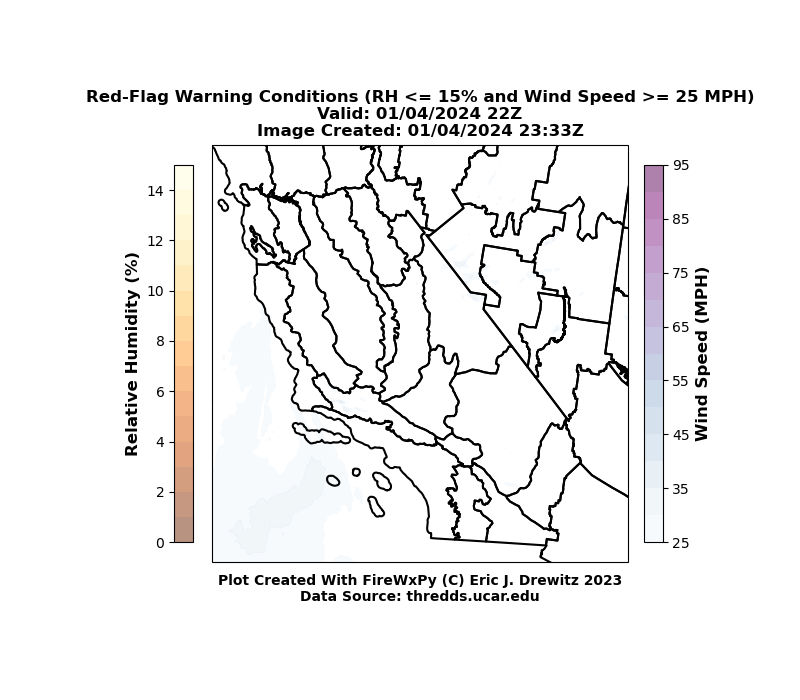 Red-Flag Warning Conditions (RH <= 15% and Wind Speed >= 25 MPH)
Valid: 01/04/2024 22Z
Image Created: 01/04/2024 23:33Z
Relative Humidity (%)
14
12
10
8
6
4
2
0
95
85
75
65
55
45
35
25
Wind Speed (MPH)
Plot Created With FireWxPy (C) Eric J. Drewitz 2023
Data Source: thredds.ucar.edu